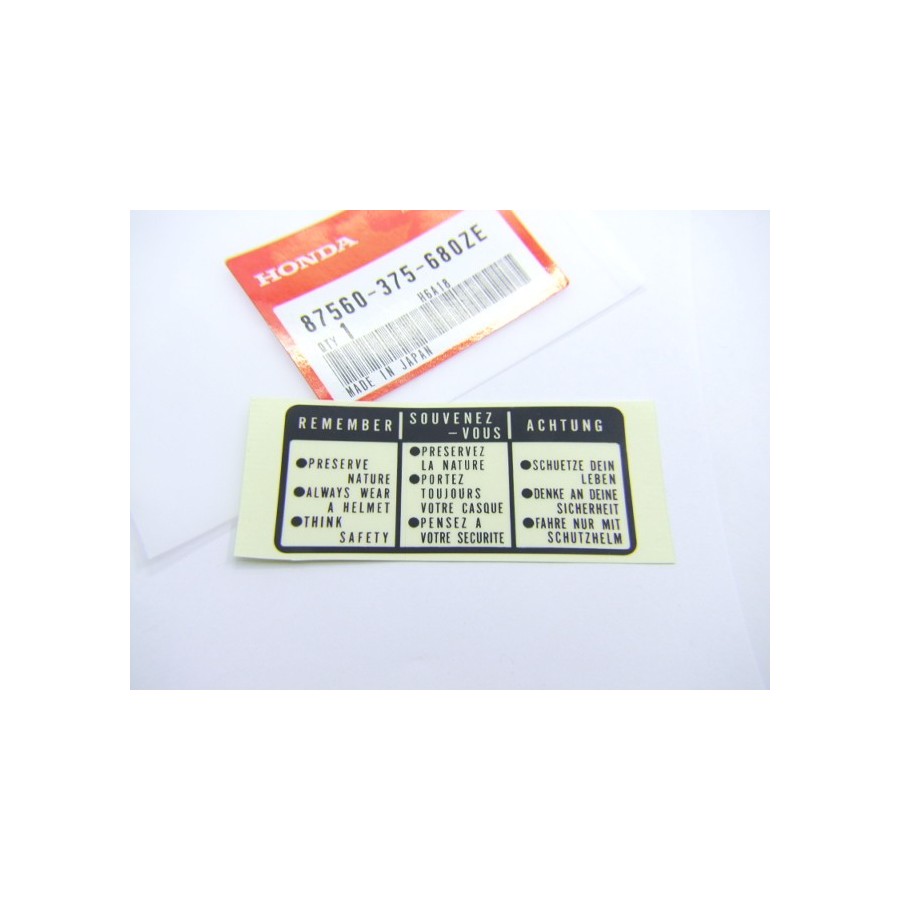 HONDA
87560-375-680ZE
H6A18
QTY 1
MADE IN JAPAN
REMEMBER
●PRESERVE
NATURE
●ALWAYS WEAR
A HELMET
●THINK
SAFETY
SOUVENEZ
-VOUS
●PRESERVEZ
LA NATURE
●PORTEZ
TOUJOURS
VOTRE CASQUE
●PENSEZ A
VOTRE SECURITE
ACHTUNG
●SCHUETZE DEIN
LEBEN
●DENKE AN DEINE
SICHERHEIT
●FAHRE NUR MIT
SCHUTZHELM